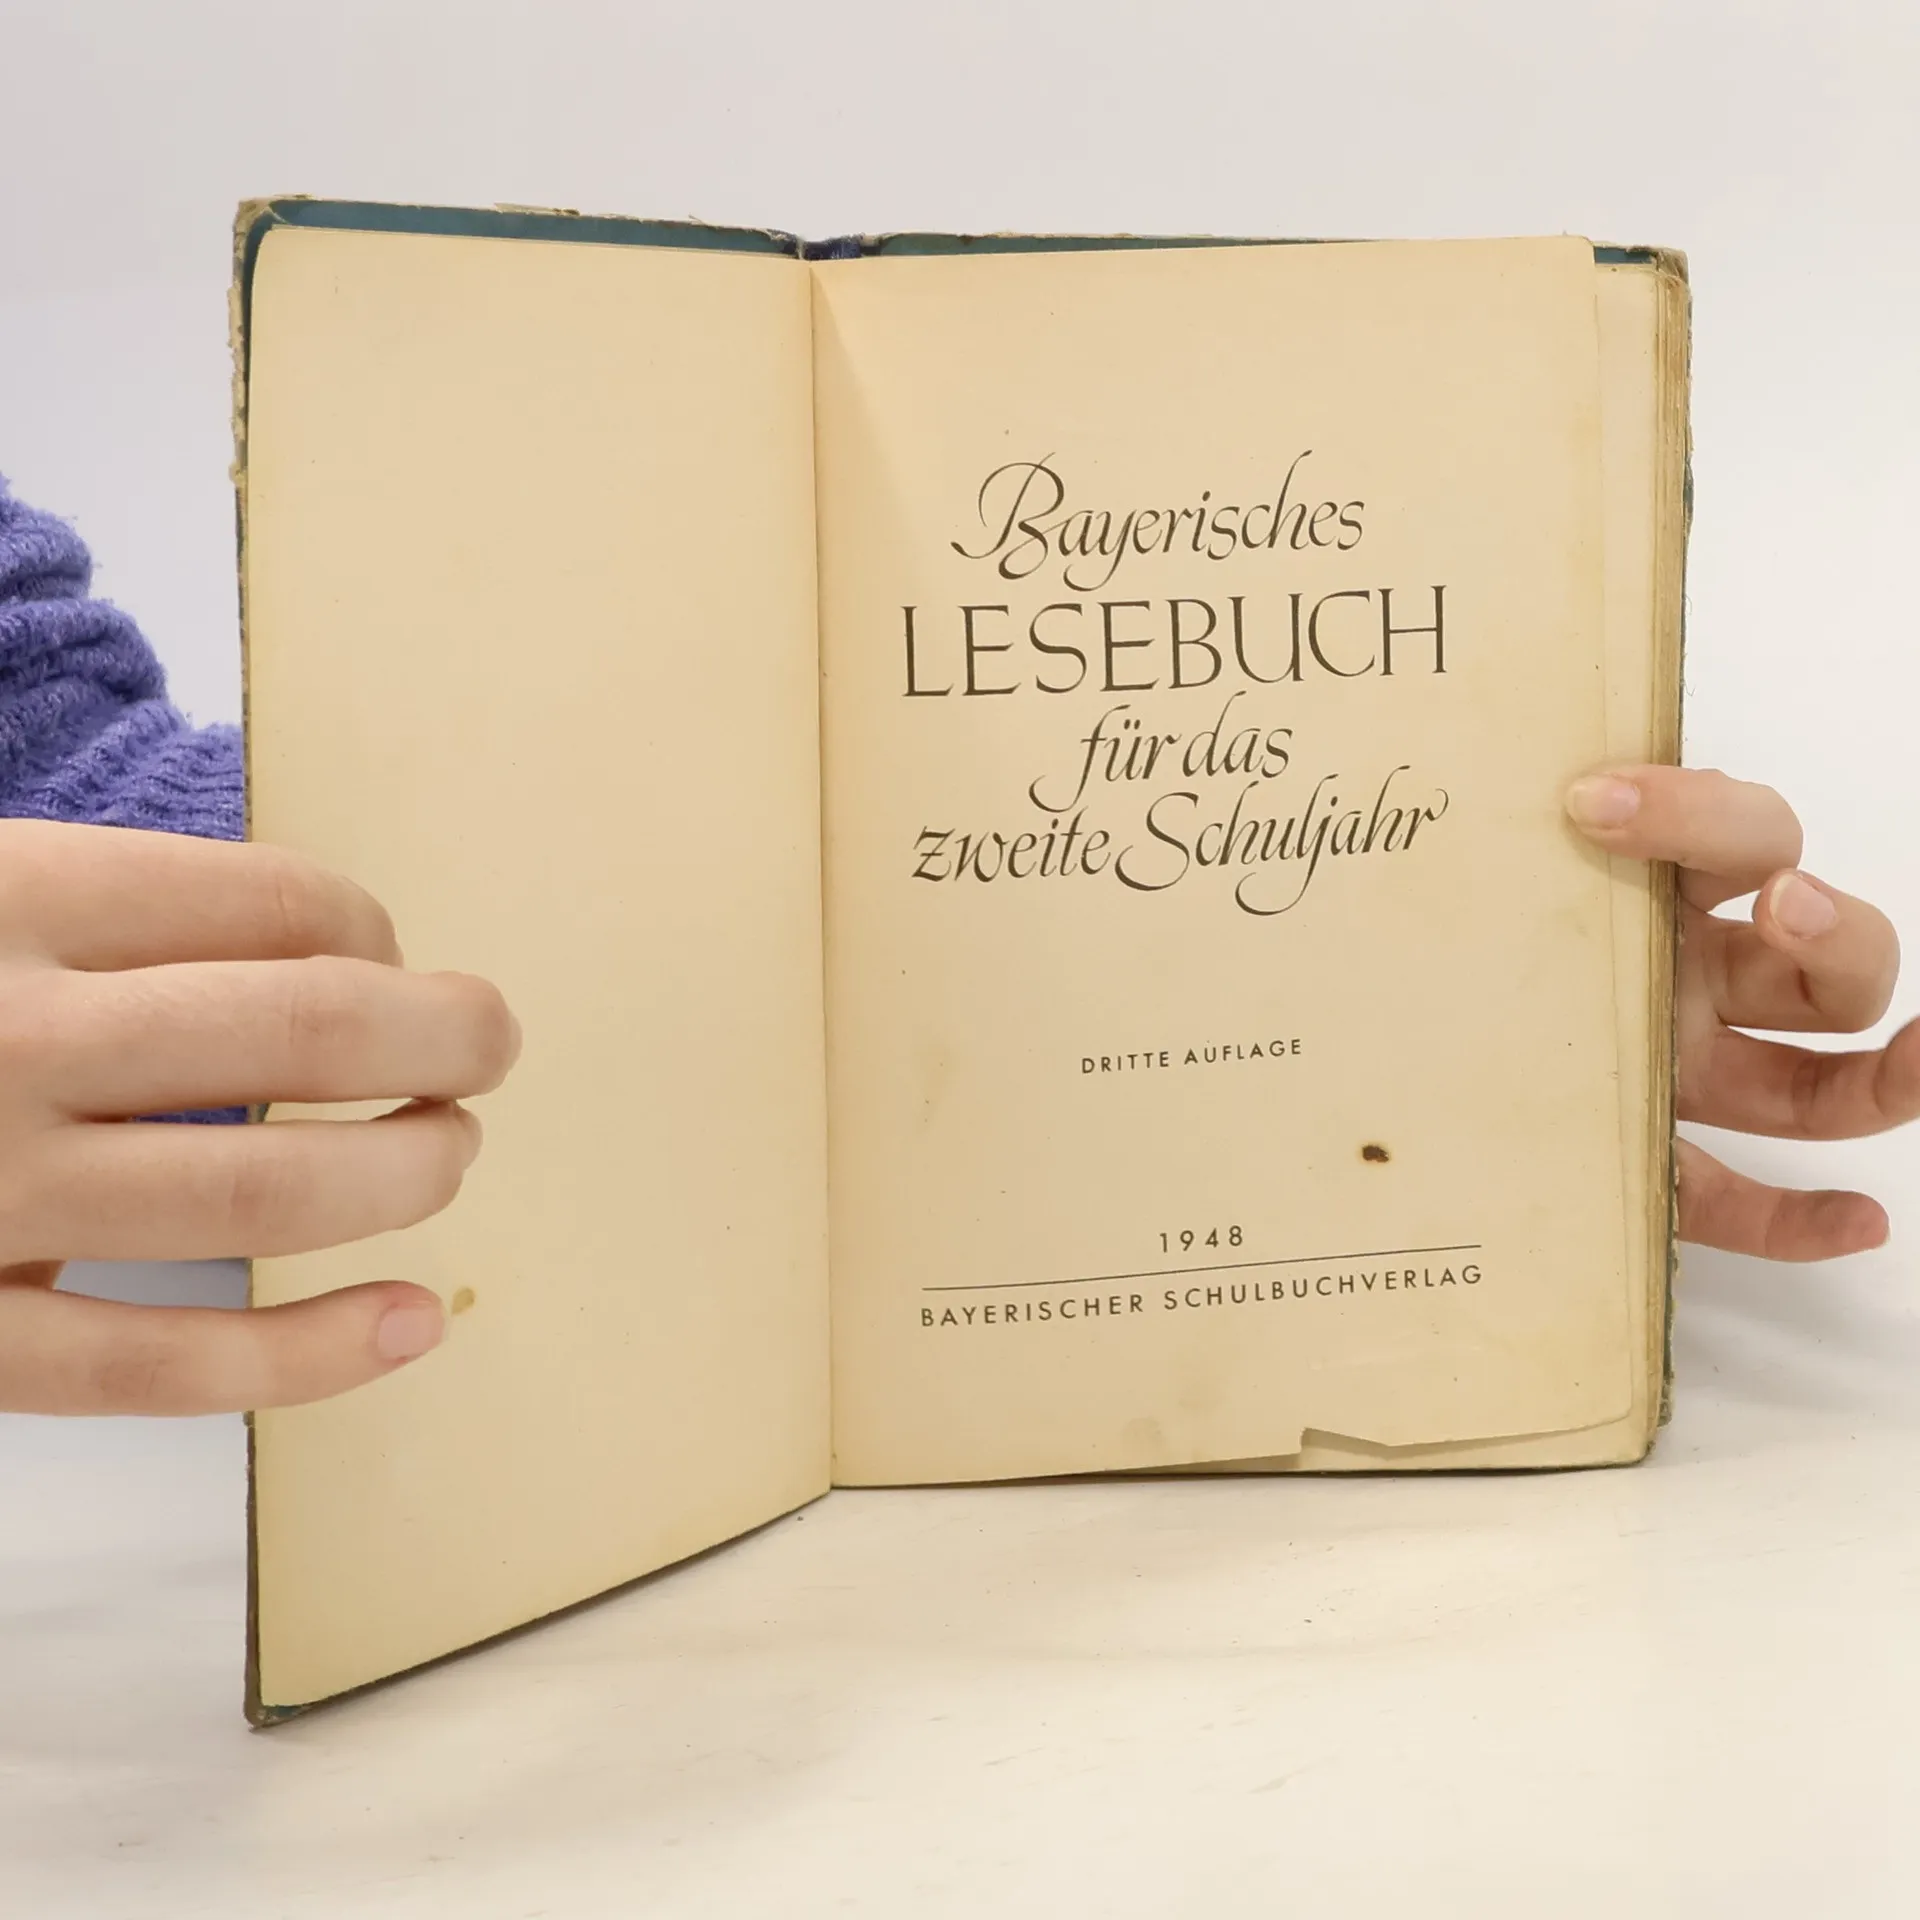 Bayerisches
LESEBUCH
für das
zweite Schuljahr
DRITTE AUFLAGE
1948
BAYERISCHER SCHULBUCHVERLAG